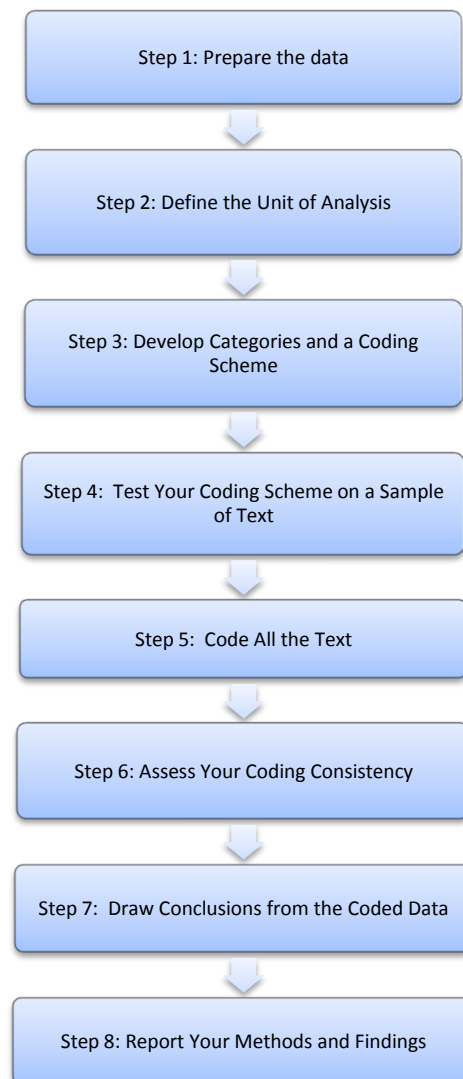 Step 1: Prepare the data
Step 2: Define the Unit of Analysis
Step 3: Develop Categories and a Coding
Scheme
Step 4:  Test Your Coding Scheme on a Sample
of Text
Step 5:  Code All the Text
Step 6: Assess Your Coding Consistency
Step 7:  Draw Conclusions from the Coded Data
Step 8: Report Your Methods and Findings